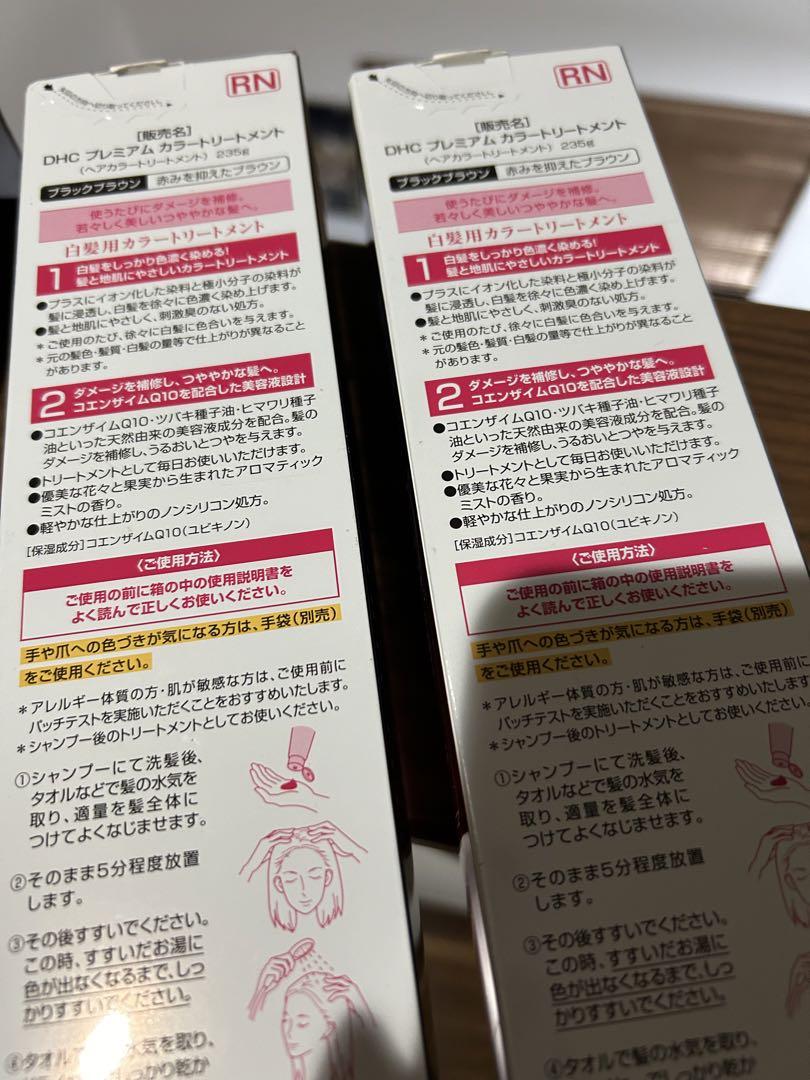 RN
[販売名]
DHC プレミアム カラートリートメント
(ヘアカラートリートメント) 235g
ブラックブラウン 赤みを抑えたブラウン
使うたびにダメージを補修。
若々しく美しいつややかな髪へ。
白髪用カラートリートメント
1 白髪をしっかり色濃く染める!
髪と地肌にやさしいカラートリートメント
●プラスにイオン化した染料と極小分子の染料が
髪に浸透し、白髪を徐々に色濃く染め上げます。
●髪と地肌にやさしく、刺激臭のない処方。
*ご使用のたび、徐々に白髪に色合いを与えます。
*元の髪色・髪質・白髪の量等で仕上がりが異なること
があります。
2 ダメージを補修し、つややかな髪へ。
コエンザイムQ10を配合した美容液設計
●コエンザイムQ10・ツバキ種子油・ヒマワリ種子
油といった天然由来の美容液成分を配合。髪の
ダメージを補修し、うるおいとつやを与えます。
●トリートメントとして毎日お使いいただけます。
●優美な花々と果実から生まれたアロマティック
ミストの香り。
●軽やかな仕上がりのノンシリコン処方。
[保湿成分]コエンザイムQ10(ユビキノン)
〈ご使用方法〉
ご使用の前に箱の中の使用説明書を
よく読んで正しくお使いください。
手や爪への色づきが気になる方は、手袋(別売)
をご使用ください。
*アレルギー体質の方・肌が敏感な方は、ご使用前に
パッチテストを実施いただくことをおすすめいたします。
*シャンプー後のトリートメントとしてお使いください。
①シャンプーにて洗髪後、
タオルなどで髪の水気を
取り、適量を髪全体に
つけてよくなじませます。
②そのまま5分程度放置
します。
③その後すすいでください。
この時、すすいだお湯に
色が出なくなるまで、しっ
かりすすいでください。
タオルで髪の水気を取り、
RN
[販売名]
DHC プレミアム カラートリートメント
(ヘアカラートリートメント) 235g
ブラックブラウン 赤みを抑えたブラウン
使うたびにダメージを補修。
若々しく美しいつややかな髪へ。
白髪用カラートリートメント
1 白髪をしっかり色濃く染める!
髪と地肌にやさしいカラートリートメント
●プラスにイオン化した染料と極小分子の染料が
髪に浸透し、白髪を徐々に色濃く染め上げます。
●髪と地肌にやさしく、刺激臭のない処方。
*ご使用のたび、徐々に白髪に色合いを与えます。
*元の髪色・髪質・白髪の量等で仕上がりが異なること
があります。
2 ダメージを補修し、つややかな髪へ。
コエンザイムQ10を配合した美容液設計
●コエンザイムQ10・ツバキ種子油・ヒマワリ種子
油といった天然由来の美容液成分を配合。髪の
ダメージを補修し、うるおいとつやを与えます。
●トリートメントとして毎日お使いいただけます。
●優美な花々と果実から生まれたアロマティック
ミストの香り。
●軽やかな仕上がりのノンシリコン処方。
[保湿成分]コエンザイムQ10(ユビキノン)
〈ご使用方法〉
ご使用の前に箱の中の使用説明書を
よく読んで正しくお使いください。
手や爪への色づきが気になる方は、手袋(別売)
をご使用ください。
*アレルギー体質の方・肌が敏感な方は、ご使用前に
パッチテストを実施いただくことをおすすめいたします
*シャンプー後のトリートメントとしてお使いください。
①シャンプーにて洗髪後、
タオルなどで髪の水気を
取り、適量を髪全体に
つけてよくなじませます。
②そのまま5分程度放置
します。
③その後すすいでください。
この時、すすいだお湯に
色が出なくなるまで、しっ
かりすすいでください。
④タオルで髪の水気を取り、